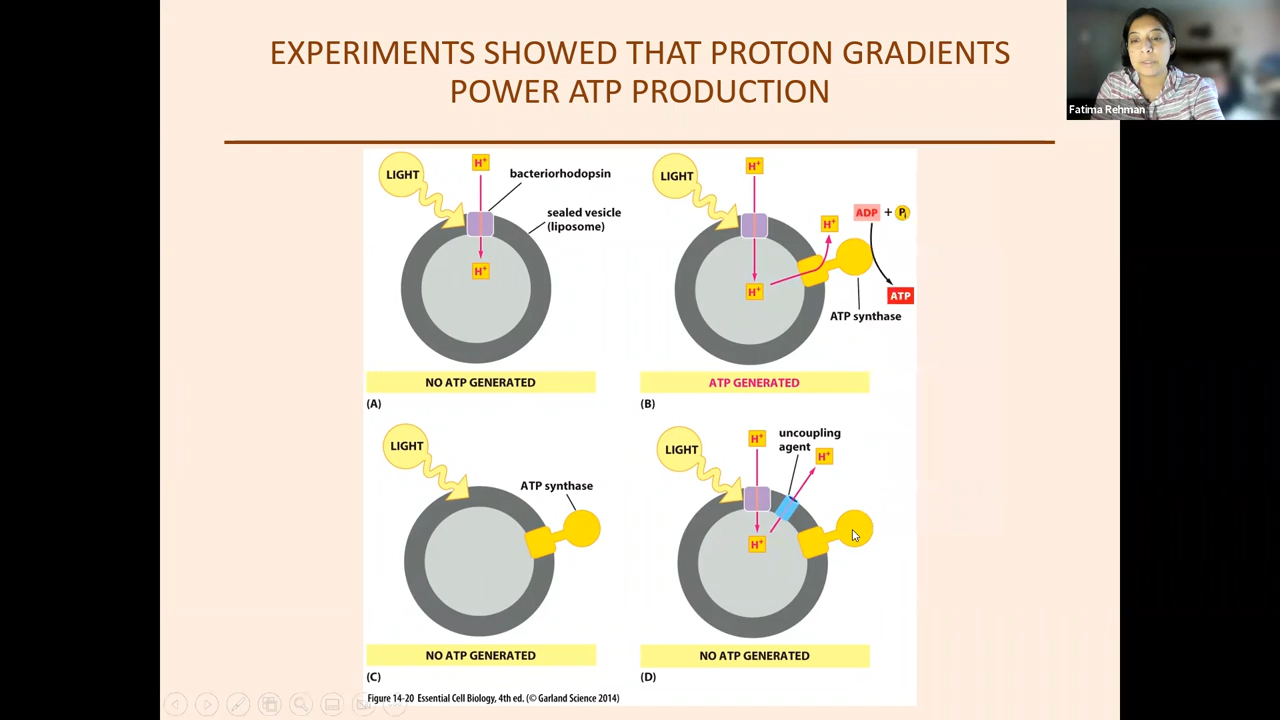 EXPERIMENTS SHOWED THAT PROTON GRADIENTS
POWER ATP PRODUCTION
Fatima Rehman
LIGHT
H⁺
bacteriorhodopsin
sealed vesicle
(liposome)
H⁺
NO ATP GENERATED
(A)
LIGHT
H⁺
H⁺
ADP + Pi
H⁺
ATP
ATP synthase
ATP GENERATED
(B)
LIGHT
ATP synthase
NO ATP GENERATED
(C)
LIGHT
H⁺
uncoupling
agent
H⁺
H⁺
NO ATP GENERATED
(D)
Figure 14-20 Essential Cell Biology, 4th ed. (© Garland Science 2014)